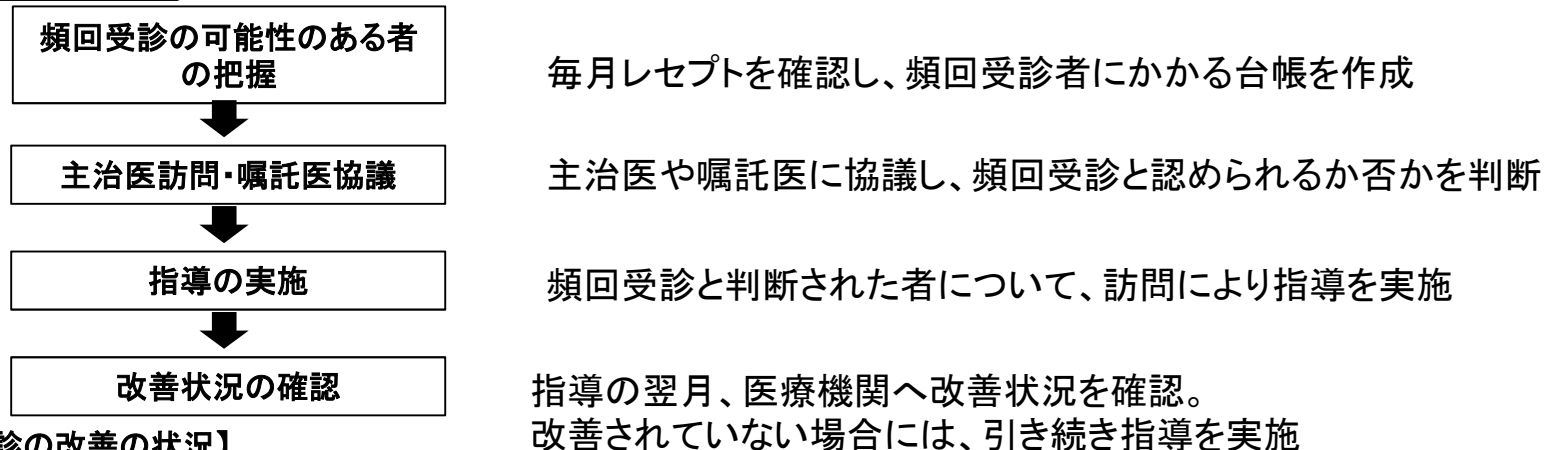 頻回受診の可能性のある者
の把握
毎月レセプトを確認し、頻回受診者にかかる台帳を作成
主治医訪問・嘱託医協議
主治医や嘱託医に協議し、頻回受診と認められるか否かを判断
指導の実施
頻回受診と判断された者について、訪問により指導を実施
改善状況の確認
指導の翌月、医療機関へ改善状況を確認。
改善されていない場合には、引き続き指導を実施
診の改善の状況】